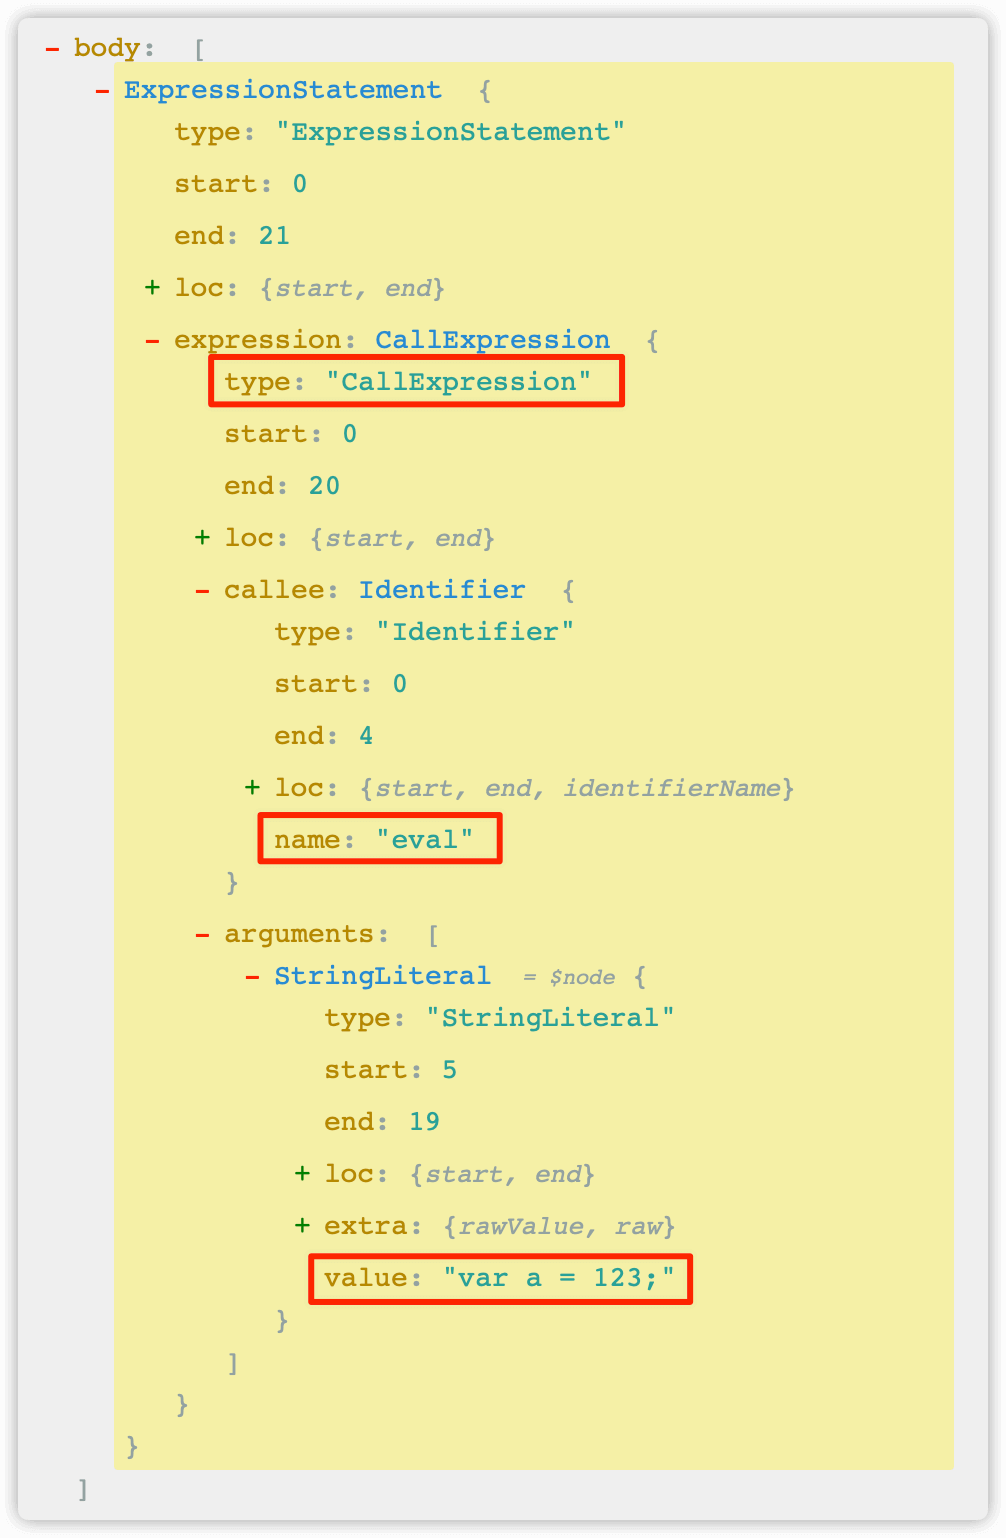 - body: [
- ExpressionStatement {
type: "ExpressionStatement"
start: 0
end: 21
+ loc: {start, end}
- expression: CallExpression {
type: "CallExpression"
start: 0
end: 20
+ loc: {start, end}
- callee: Identifier {
type: "Identifier"
start: 0
end: 4
+ loc: {start, end, identifierName}
name: "eval"
}
- arguments: [
- StringLiteral = $node {
type: "StringLiteral"
start: 5
end: 19
+ loc: {start, end}
+ extra: {rawValue, raw}
value: "var a = 123;"
}
]
}
}
]